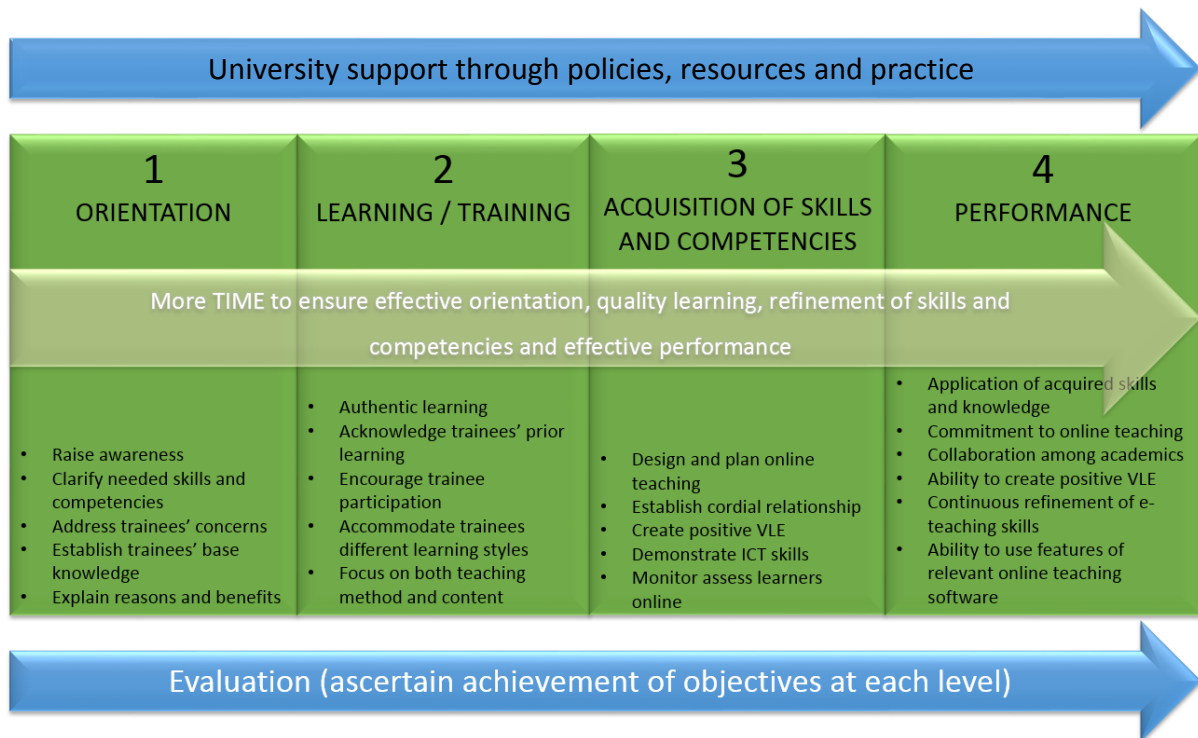 University support through policies, resources and practice
1
ORIENTATION
2
LEARNING / TRAINING
3
ACQUISITION OF SKILLS
AND COMPETENCIES
4
PERFORMANCE
More TIME to ensure effective orientation, quality learning, refinement of skills and
competencies and effective performance
• Raise awareness
• Clarify needed skills and
competencies
• Address trainees’ concerns
• Establish trainees’ base
knowledge
• Explain reasons and benefits
• Authentic learning
• Acknowledge trainees’ prior
learning
• Encourage trainee
participation
• Accommodate trainees
different learning styles
• Focus on both teaching
method and content
• Design and plan online
teaching
• Establish cordial relationship
• Create positive VLE
• Demonstrate ICT skills
• Monitor assess learners
online
• Application of acquired skills
and knowledge
• Commitment to online teaching
• Collaboration among academics
• Ability to create positive VLE
• Continuous refinement of e-
teaching skills
• Ability to use features of
relevant online teaching
software
Evaluation (ascertain achievement of objectives at each level)